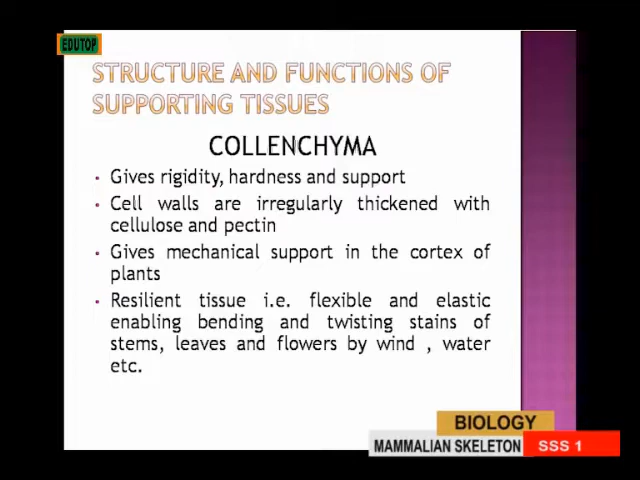 EDUTOP
STRUCTURE AND FUNCTIONS OF
SUPPORTING TISSUES
COLLENCHYMA
Gives rigidity, hardness and support
Cell walls are irregularly thickened with
cellulose and pectin
Gives mechanical support in the cortex of
plants
Resilient tissue i.e. flexible and elastic
enabling bending and twisting stains of
stems, leaves and flowers by wind , water
etc.
BIOLOGY
MAMMALIAN SKELETON SSS 1